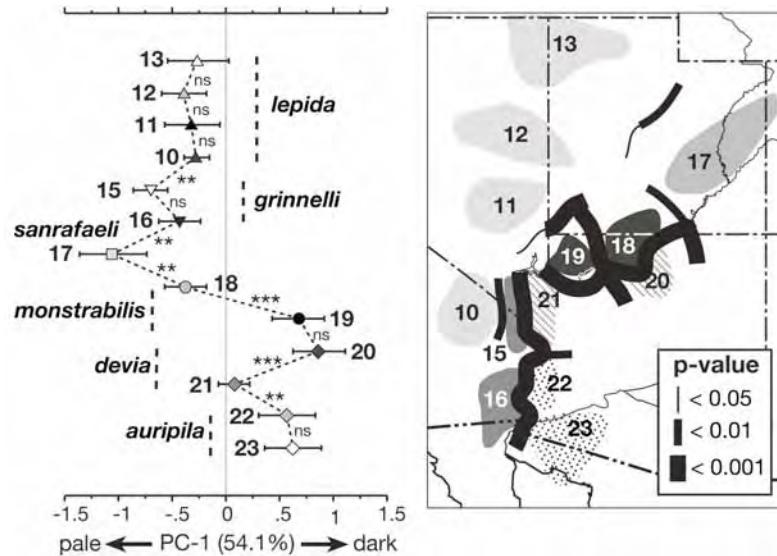 13
ns
12
ns
11
ns
lepida
10
**
15
ns
grinnelli
16
sanrafaeli
**
17
**
18
***
monstrabilis
19
ns
20
devia
***
21
**
22
auripila
ns
23
-1.5 -1 -.5 0 .5 1 1.5
pale PC-1 (54.1%) dark
13
12
17
11
18
19
20
21
10
15
16
22
23
p-value
< 0.05
< 0.01
< 0.001